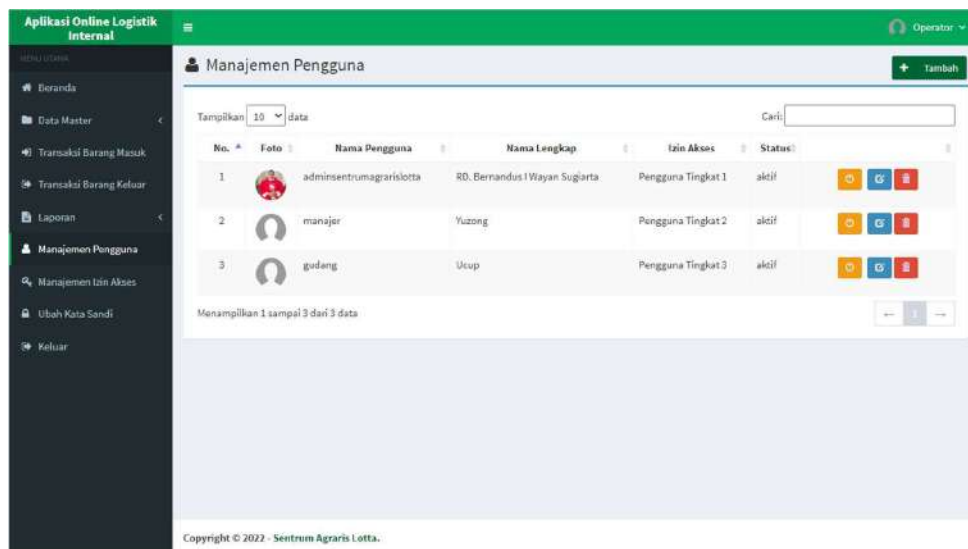 Aplikasi Online Logistik
Internal
Operator
MENU UTAMA
Manajemen Pengguna
Tambah
Beranda
Data Master
Transaksi Barang Masuk
Transaksi Barang Keluar
Laporan
Manajemen Pengguna
Manajemen Izin Akses
Ubah Kata Sandi
Keluar
Tampilkan 10 data
Cari:
No. Foto Nama Pengguna Nama Lengkap Izin Akses Status
1 adminsentrumagrarislotta RD. Bernandus I Wayan Sugiarta Pengguna Tingkat 1 aktif
2 manajer Yuzong Pengguna Tingkat 2 aktif
3 gudang Ucup Pengguna Tingkat 3 aktif
Menampilkan 1 sampai 3 dari 3 data
← 1 →
Copyright © 2022 - Sentrum Agraris Lotta.